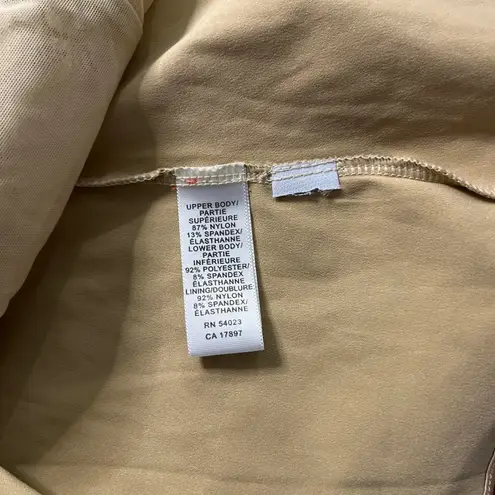 UPPER BODY/
PARTIE
SUPÉRIEURE
87% NYLON
13% SPANDEX/
ÉLASTHANNE
LOWER BODY/
PARTIE
INFÉRIEURE
92% POLYESTER/
8% SPANDEX
ÉLASTHANNE
LINING/DOUBLURE
92% NYLON
8% SPANDEX/
ÉLASTHANNE
RN 54023
CA 17897